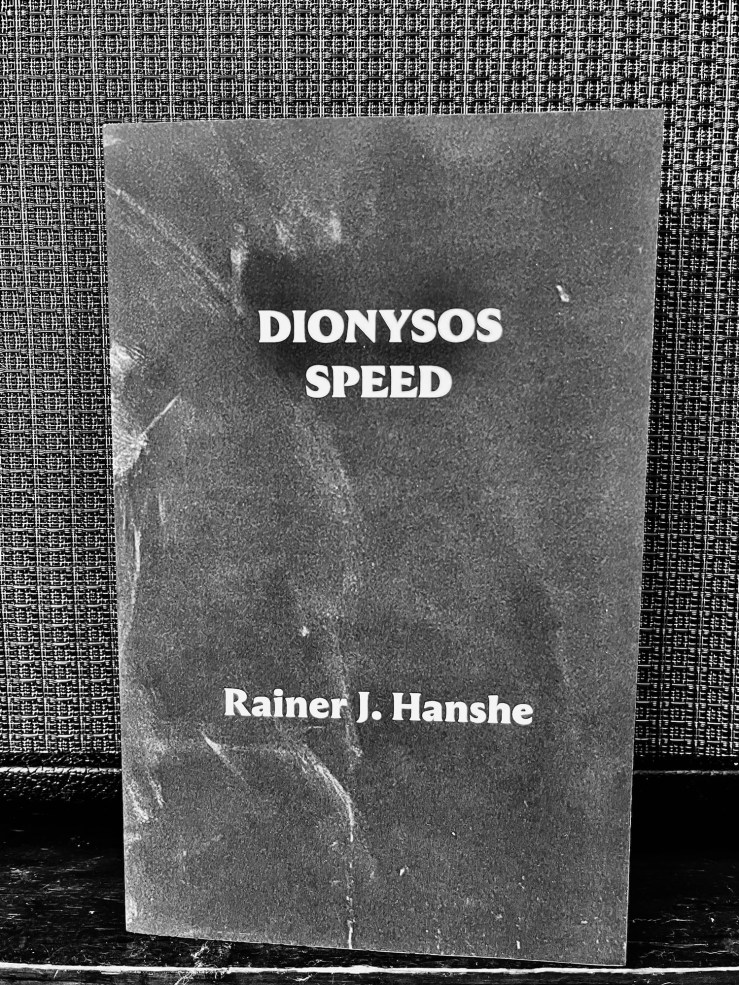 DIONYSOS
SPEED
Rainer J. Hanshe